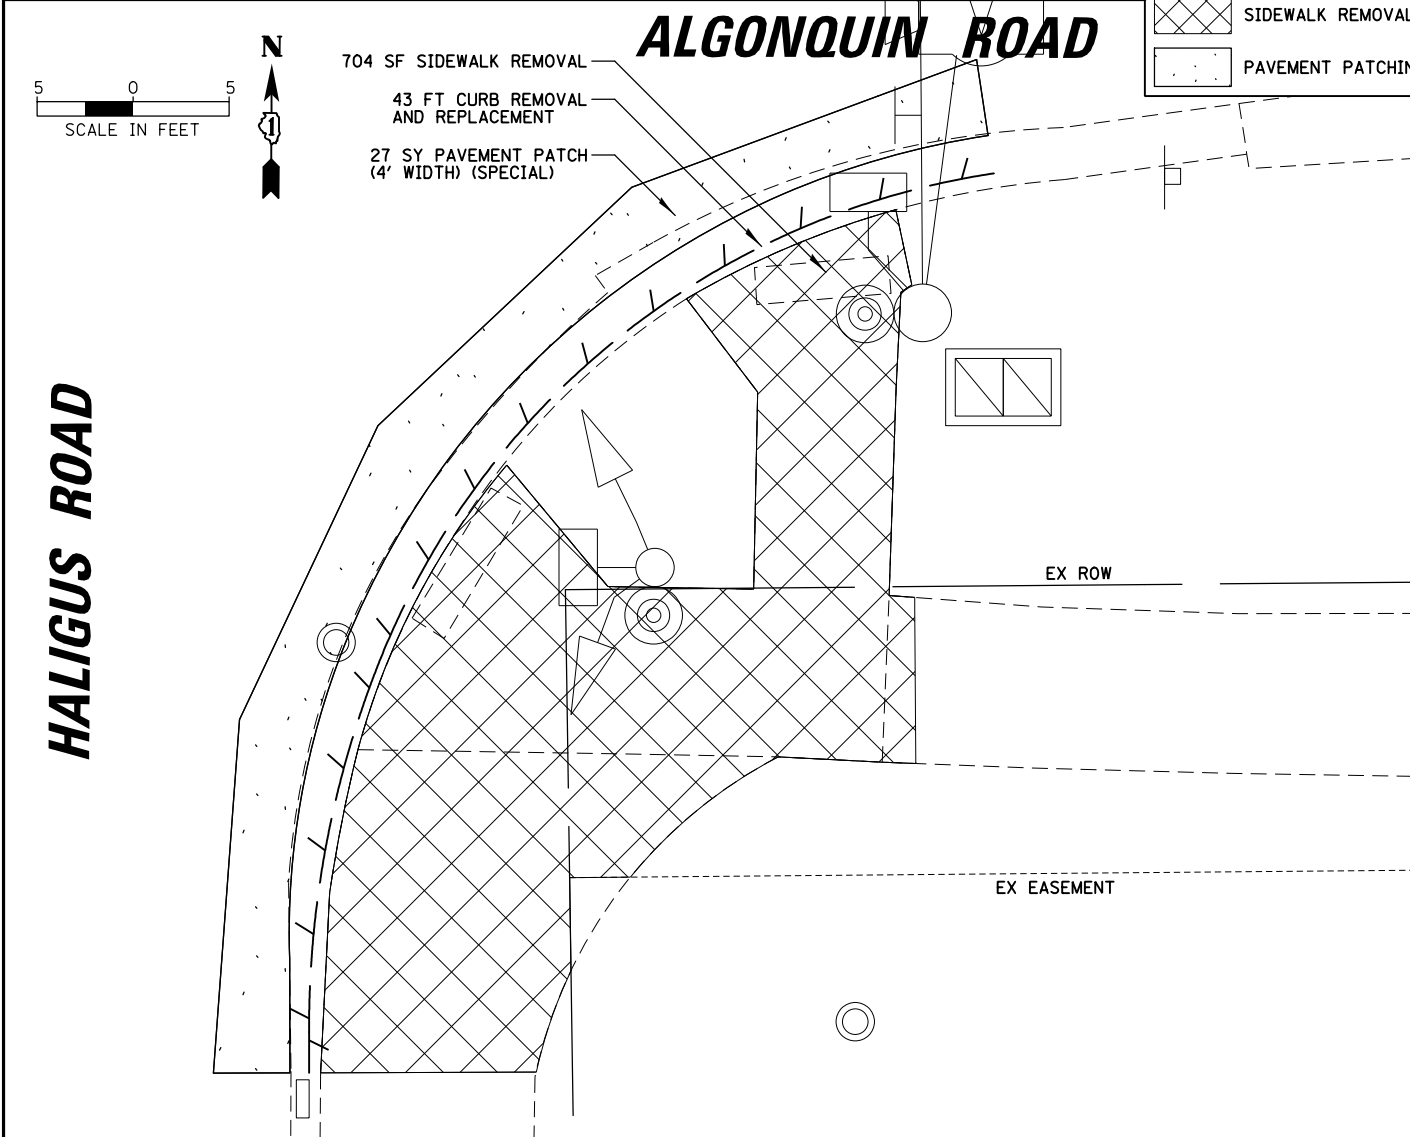 ALGONQUIN ROAD
SIDEWALK REMOVAL
PAVEMENT PATCHIN
N
5 0 5
SCALE IN FEET
1
704 SF SIDEWALK REMOVAL
43 FT CURB REMOVAL
AND REPLACEMENT
27 SY PAVEMENT PATCH
(4' WIDTH) (SPECIAL)
HALIGUS ROAD
EX ROW
EX EASEMENT